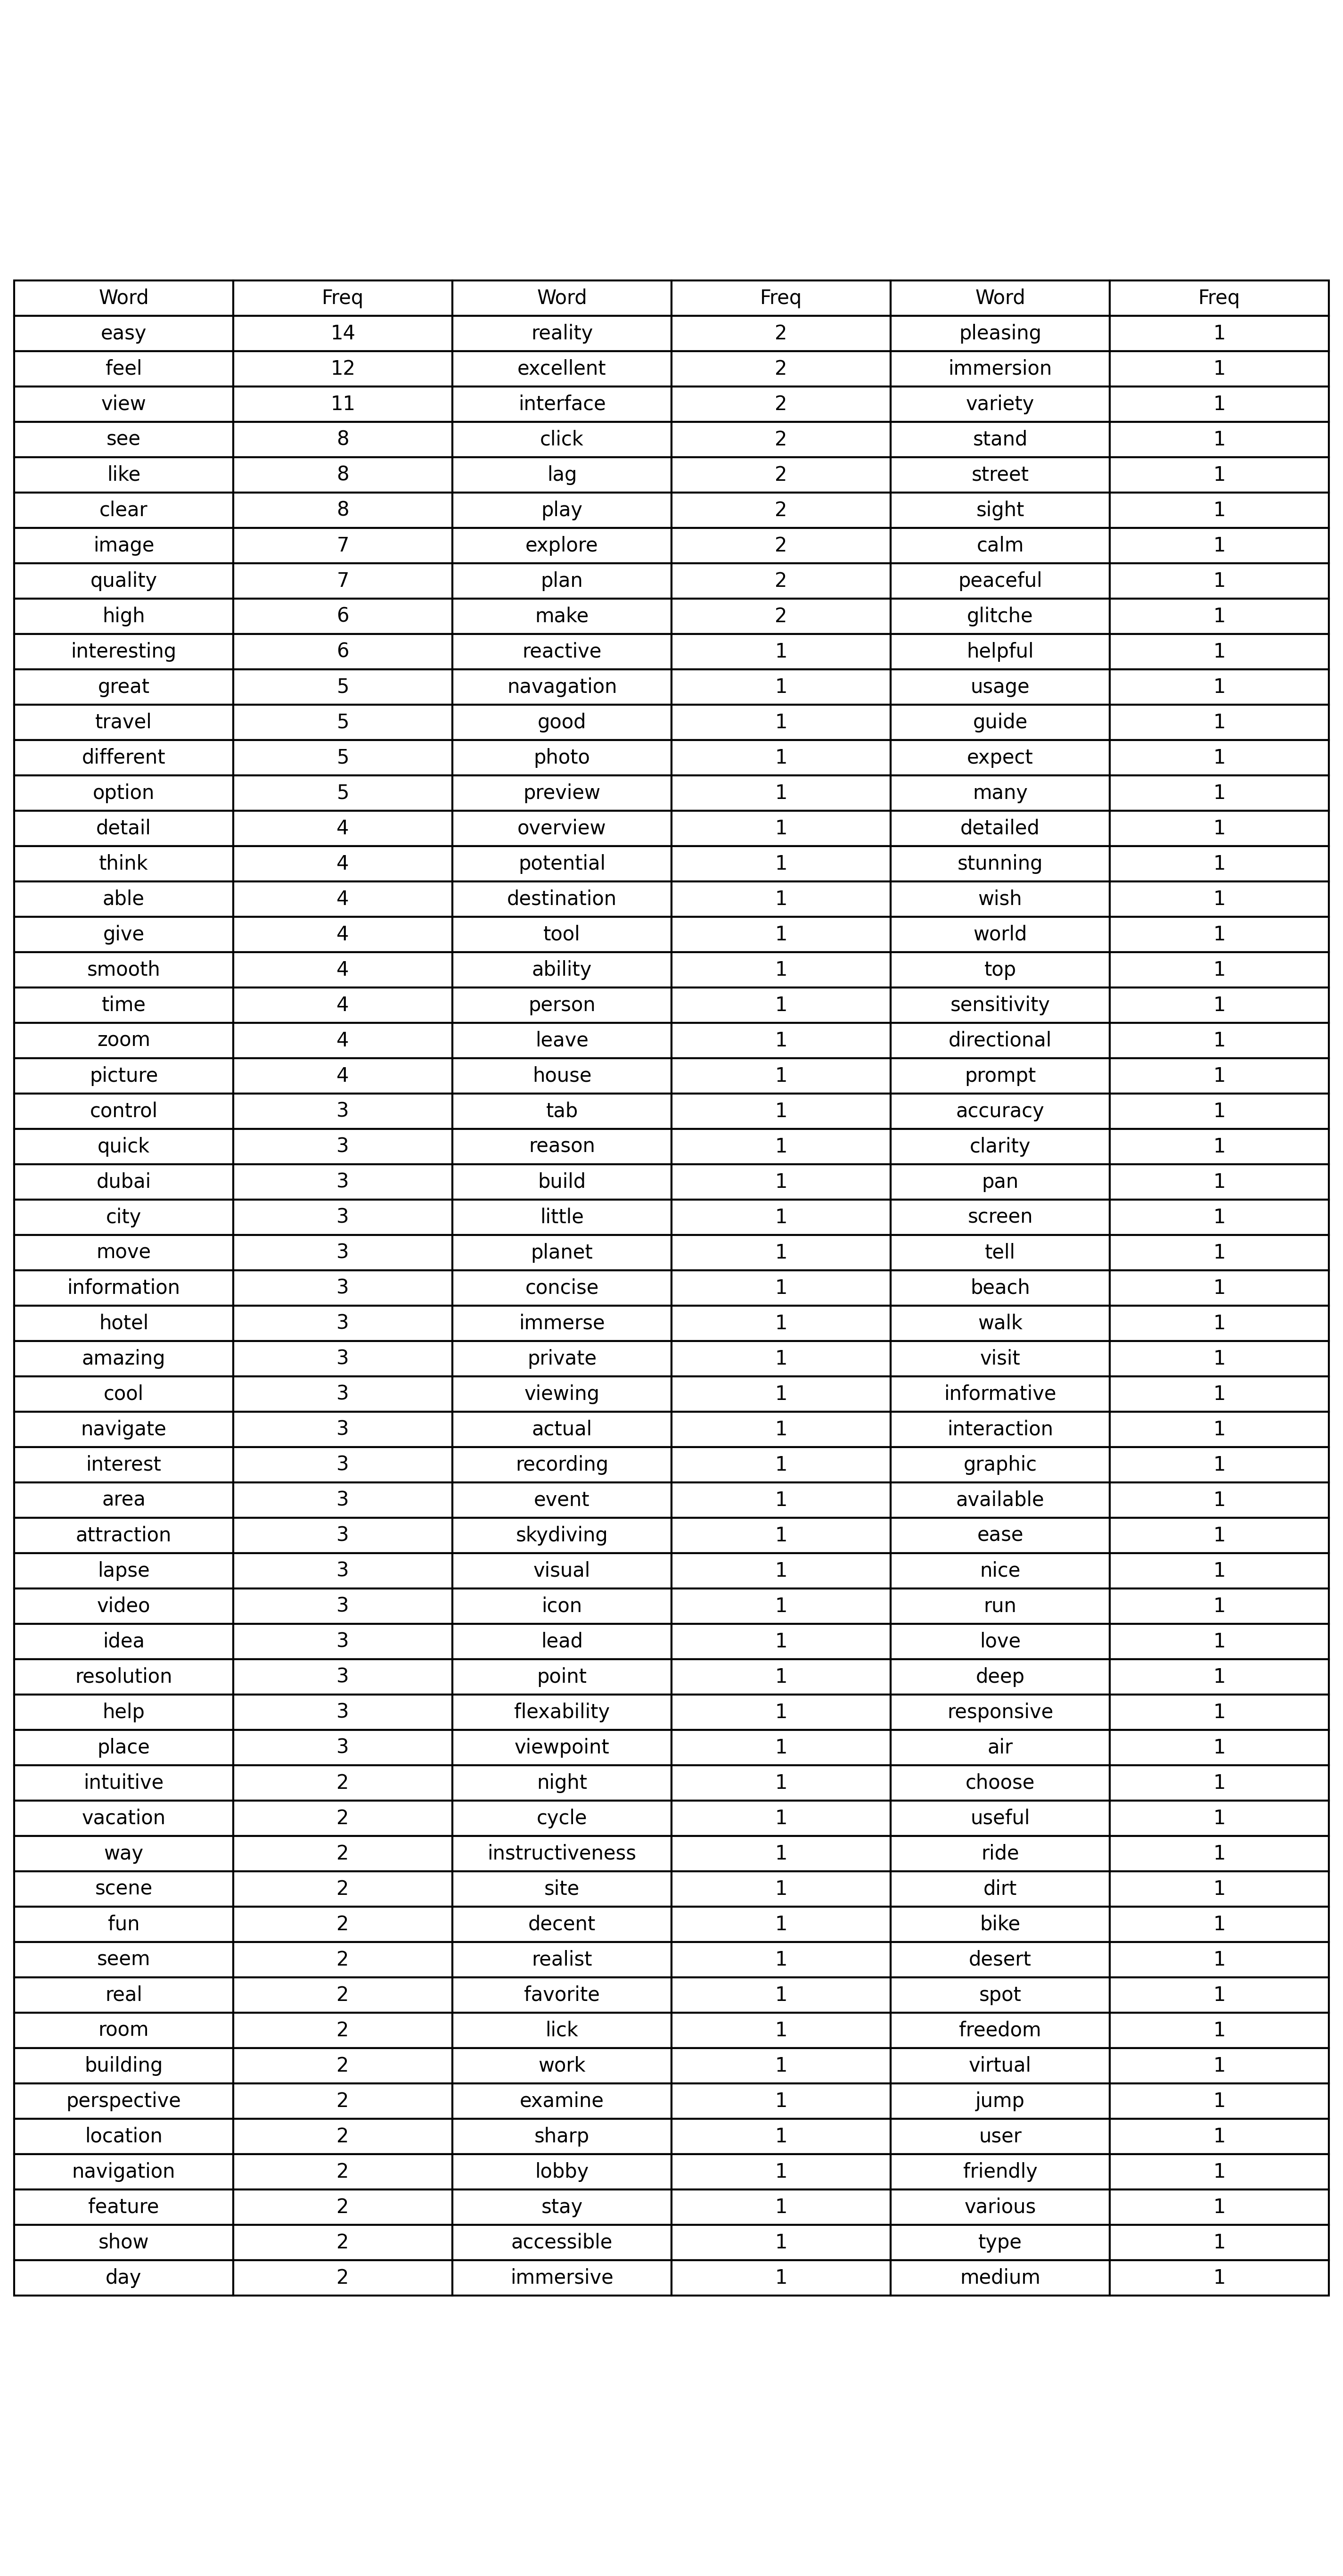 Word Freq Word Freq Word Freq
easy 14 reality 2 pleasing 1
feel 12 excellent 2 immersion 1
view 11 interface 2 variety 1
see 8 click 2 stand 1
like 8 lag 2 street 1
clear 8 play 2 sight 1
image 7 explore 2 calm 1
quality 7 plan 2 peaceful 1
high 6 make 2 glitche 1
interesting 6 reactive 1 helpful 1
great 5 navagation 1 usage 1
travel 5 good 1 guide 1
different 5 photo 1 expect 1
option 5 preview 1 many 1
detail 4 overview 1 detailed 1
think 4 potential 1 stunning 1
able 4 destination 1 wish 1
give 4 tool 1 world 1
smooth 4 ability 1 top 1
time 4 person 1 sensitivity 1
zoom 4 leave 1 directional 1
picture 4 house 1 prompt 1
control 3 tab 1 accuracy 1
quick 3 reason 1 clarity 1
dubai 3 build 1 pan 1
city 3 little 1 screen 1
move 3 planet 1 tell 1
information 3 concise 1 beach 1
hotel 3 immerse 1 walk 1
amazing 3 private 1 visit 1
cool 3 viewing 1 informative 1
navigate 3 actual 1 interaction 1
interest 3 recording 1 graphic 1
area 3 event 1 available 1
attraction 3 skydiving 1 ease 1
lapse 3 visual 1 nice 1
video 3 icon 1 run 1
idea 3 lead 1 love 1
resolution 3 point 1 deep 1
help 3 flexability 1 responsive 1
place 3 viewpoint 1 air 1
intuitive 2 night 1 choose 1
vacation 2 cycle 1 useful 1
way 2 instructiveness 1 ride 1
scene 2 site 1 dirt 1
fun 2 decent 1 bike 1
seem 2 realist 1 desert 1
real 2 favorite 1 spot 1
room 2 lick 1 freedom 1
building 2 work 1 virtual 1
perspective 2 examine 1 jump 1
location 2 sharp 1 user 1
navigation 2 lobby 1 friendly 1
feature 2 stay 1 various 1
show 2 accessible 1 type 1
day 2 immersive 1 medium 1